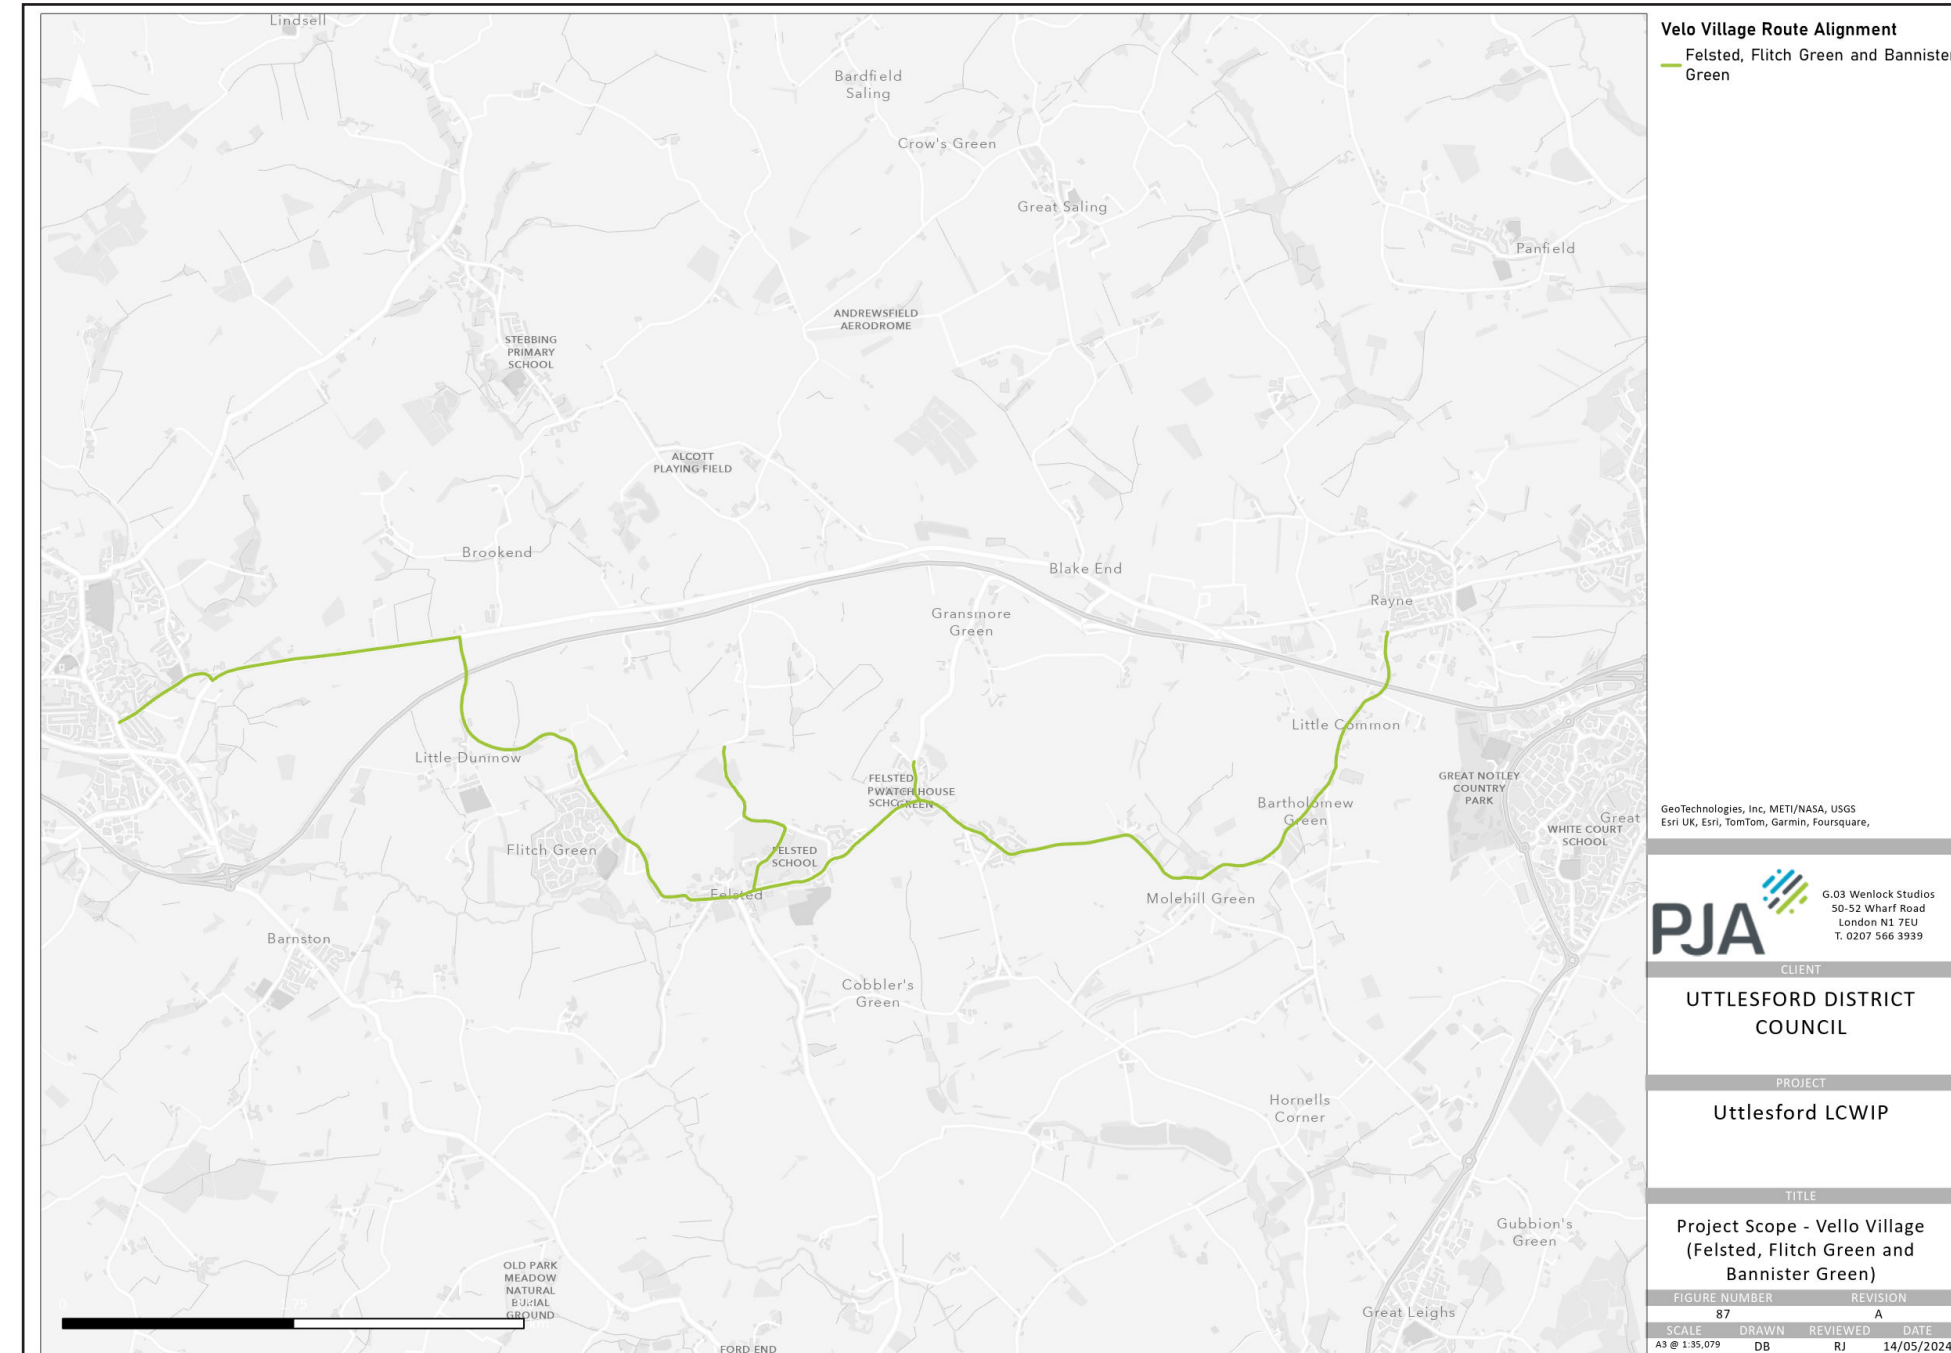 Lindsell
N
Bardfield
Saling
Crow's Green
Great Saling
Panfield
ANDREWSFIELD
AERODROME
STEBBING
PRIMARY
SCHOOL
ALCOTT
PLAYING FIELD
Brookend
Blake End
Rayne
Gransmore
Green
Little Common
Little Dunmow
FELSTED
WATCH HOUSE
GREEN
GREAT NOTLEY
COUNTRY
PARK
Bartholomew
Green
Great
WHITE COURT
SCHOOL
Flitch Green
FELSTED
SCHOOL
Felsted
Molehill Green
Barnston
Cobbler's
Green
Hornells
Corner
Gubbion's
Green
OLD PARK
MEADOW
NATURAL
BURIAL
GROUND
Great Leighs
FORD END
Velo Village Route Alignment
Felsted, Flitch Green and Bannister
Green
GeoTechnologies, Inc, METI/NASA, USGS
Esri UK, Esri, TomTom, Garmin, Foursquare,
PJA
G.03 Wenlock Studios
50-52 Wharf Road
London N1 7EU
T. 0207 566 3939
CLIENT
UTTLESFORD DISTRICT
COUNCIL
PROJECT
Uttlesford LCWIP
TITLE
Project Scope - Vello Village
(Felsted, Flitch Green and
Bannister Green)
FIGURE NUMBER REVISION
87 A
SCALE DRAWN REVIEWED DATE
A3 @ 1:35,079 DB RJ 14/05/2024